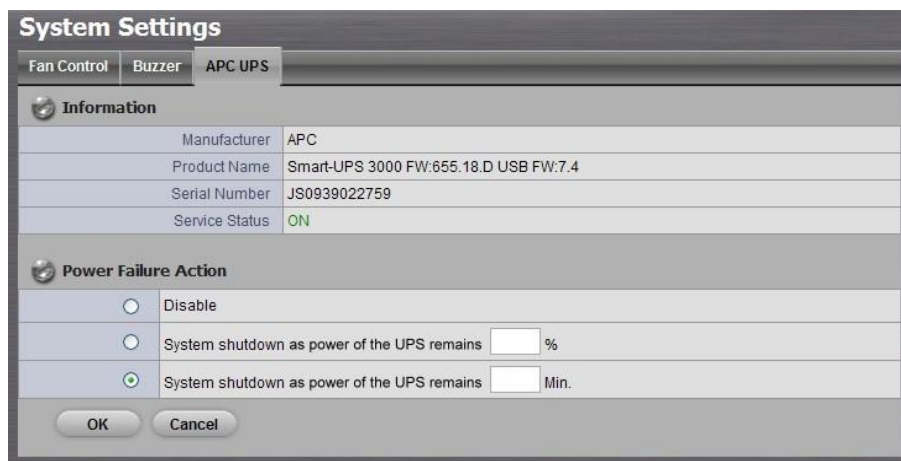 System Settings
Fan Control Buzzer APC UPS
Information
Manufacturer APC
Product Name Smart-UPS 3000 FW:655.18.D USB FW:7.4
Serial Number JS0939022759
Service Status ON
Power Failure Action
Disable
System shutdown as power of the UPS remains %
System shutdown as power of the UPS remains Min.
OK Cancel